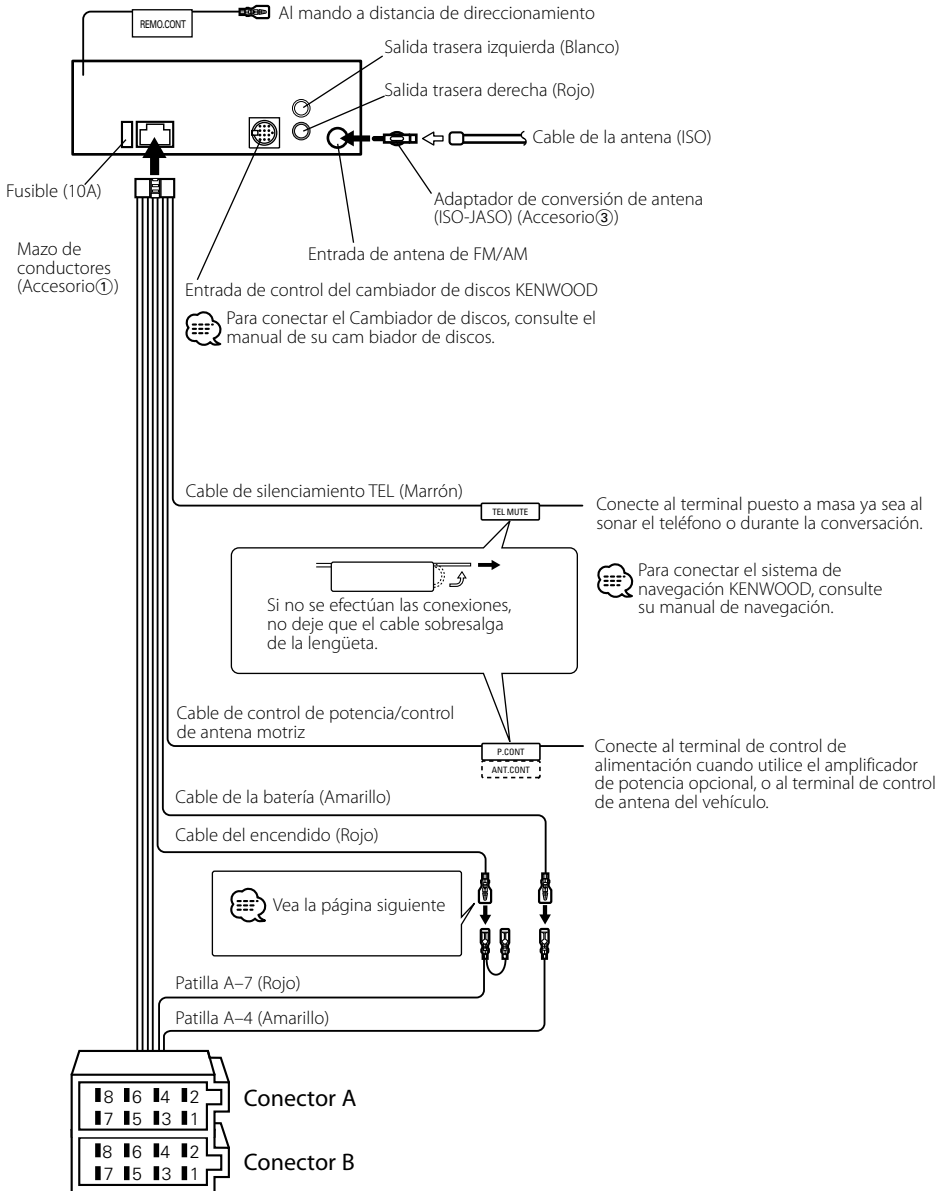 REMO.CONT
Al mando a distancia de direccionamiento
Salida trasera izquierda (Blanco)
Salida trasera derecha (Rojo)
Cable de la antena (ISO)
Fusible (10A)
Adaptador de conversión de antena
(ISO-JASO) (Accesorio③)
Mazo de
conductores
(Accesorio①)
Entrada de antena de FM/AM
Entrada de control del cambiador de discos KENWOOD
Para conectar el Cambiador de discos, consulte el
manual de su cam biador de discos.
Cable de silenciamiento TEL (Marrón)
TEL MUTE
Conecte al terminal puesto a masa ya sea al
sonar el teléfono o durante la conversación.
Si no se efectúan las conexiones,
no deje que el cable sobresalga
de la lengüeta.
Para conectar el sistema de
navegación KENWOOD, consulte
su manual de navegación.
Cable de control de potencia/control
de antena motriz
P.CONT
ANT.CONT
Conecte al terminal de control de
alimentación cuando utilice el amplificador
de potencia opcional, o al terminal de control
de antena del vehículo.
Cable de la batería (Amarillo)
Cable del encendido (Rojo)
Vea la página siguiente
Patilla A–7 (Rojo)
Patilla A–4 (Amarillo)
8 6 4 2
7 5 3 1
Conector A
8 6 4 2
7 5 3 1
Conector B